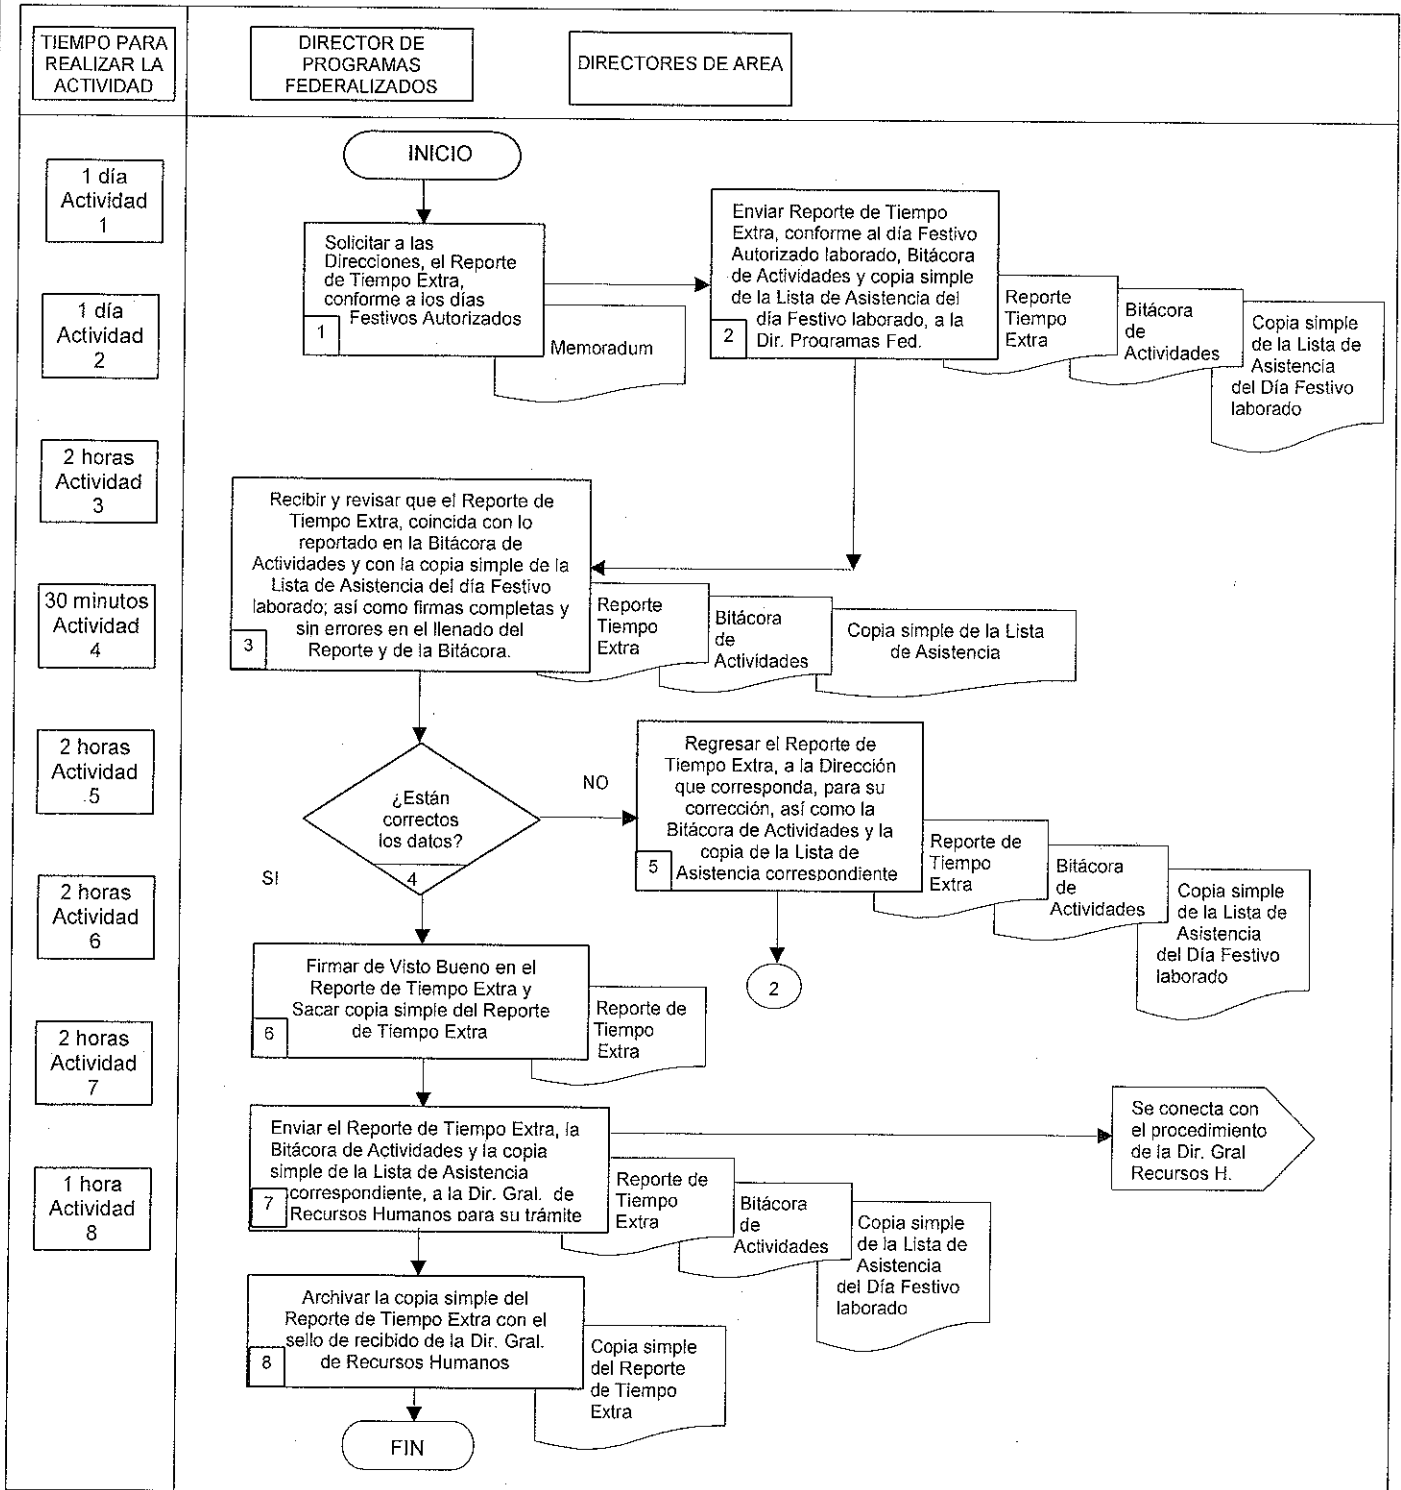 TIEMPO PARA
REALIZAR LA
ACTIVIDAD
DIRECTOR DE
PROGRAMAS
FEDERALIZADOS
DIRECTORES DE AREA
1 día
Actividad
1
1 día
Actividad
2
2 horas
Actividad
3
30 minutos
Actividad
4
2 horas
Actividad
5
2 horas
Actividad
6
2 horas
Actividad
7
1 hora
Actividad
8
INICIO
Solicitar a las
Direcciones, el Reporte
de Tiempo Extra,
conforme a los días
Festivos Autorizados
1
Memoradum
Enviar Reporte de Tiempo
Extra, conforme al día Festivo
Autorizado laborado, Bitácora
de Actividades y copia simple
de la Lista de Asistencia del
día Festivo laborado, a la
Dir. Programas Fed.
2
Reporte
Tiempo
Extra
Bitácora
de
Actividades
Copia simple
de la Lista de
Asistencia
del Día Festivo
laborado
Recibir y revisar que el Reporte de
Tiempo Extra, coincida con lo
reportado en la Bitácora de
Actividades y con la copia simple de la
Lista de Asistencia del día Festivo
laborado; así como firmas completas y
sin errores en el llenado del
Reporte y de la Bitácora.
3
Reporte
Tiempo
Extra
Bitácora
de
Actividades
Copia simple de la Lista
de Asistencia
¿Están
correctos
los datos?
4
NO
SI
Regresar el Reporte de
Tiempo Extra, a la Dirección
que corresponda, para su
corrección, así como la
Bitácora de Actividades y la
copia de la Lista de
Asistencia correspondiente
5
Reporte de
Tiempo
Extra
Bitácora
de
Actividades
Copia simple
de la Lista de
Asistencia
del Día Festivo
laborado
2
Firmar de Visto Bueno en el
Reporte de Tiempo Extra y
Sacar copia simple del Reporte
de Tiempo Extra
6
Reporte de
Tiempo
Extra
Enviar el Reporte de Tiempo Extra, la
Bitácora de Actividades y la copia
simple de la Lista de Asistencia
correspondiente, a la Dir. Gral. de
Recursos Humanos para su trámite
7
Reporte de
Tiempo
Extra
Bitácora
de
Actividades
Copia simple
de la Lista de
Asistencia
del Día Festivo
laborado
Se conecta con
el procedimiento
de la Dir. Gral
Recursos H.
Archivar la copia simple del
Reporte de Tiempo Extra con el
sello de recibido de la Dir. Gral.
de Recursos Humanos
8
Copia simple
del Reporte
de Tiempo
Extra
FIN